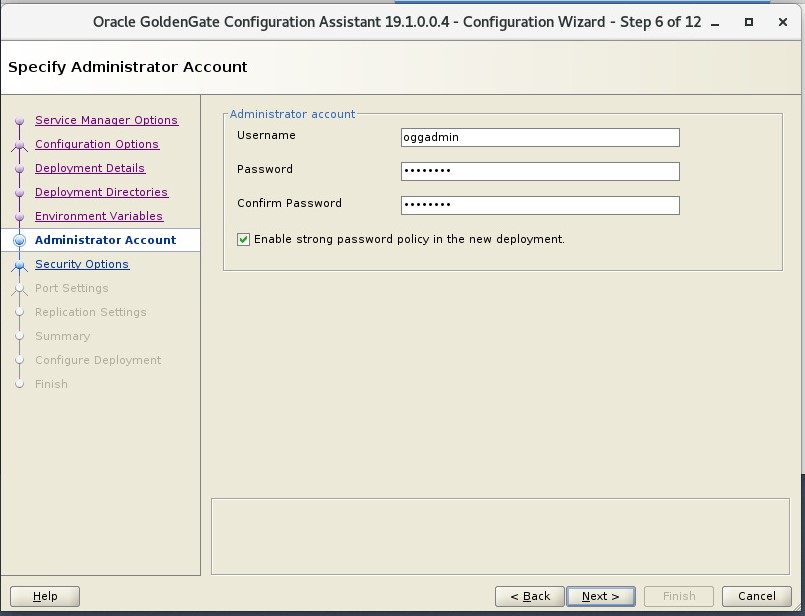 Oracle GoldenGate Configuration Assistant 19.1.0.0.4 - Configuration Wizard - Step 6 of 12
Specify Administrator Account
Service Manager Options
Configuration Options
Deployment Details
Deployment Directories
Environment Variables
Administrator Account
Security Options
Port Settings
Replication Settings
Summary
Configure Deployment
Finish
Administrator account
Username
oggadmin
Password
••••••••
Confirm Password
••••••••
Enable strong password policy in the new deployment.
Help
< Back
Next >
Finish
Cancel